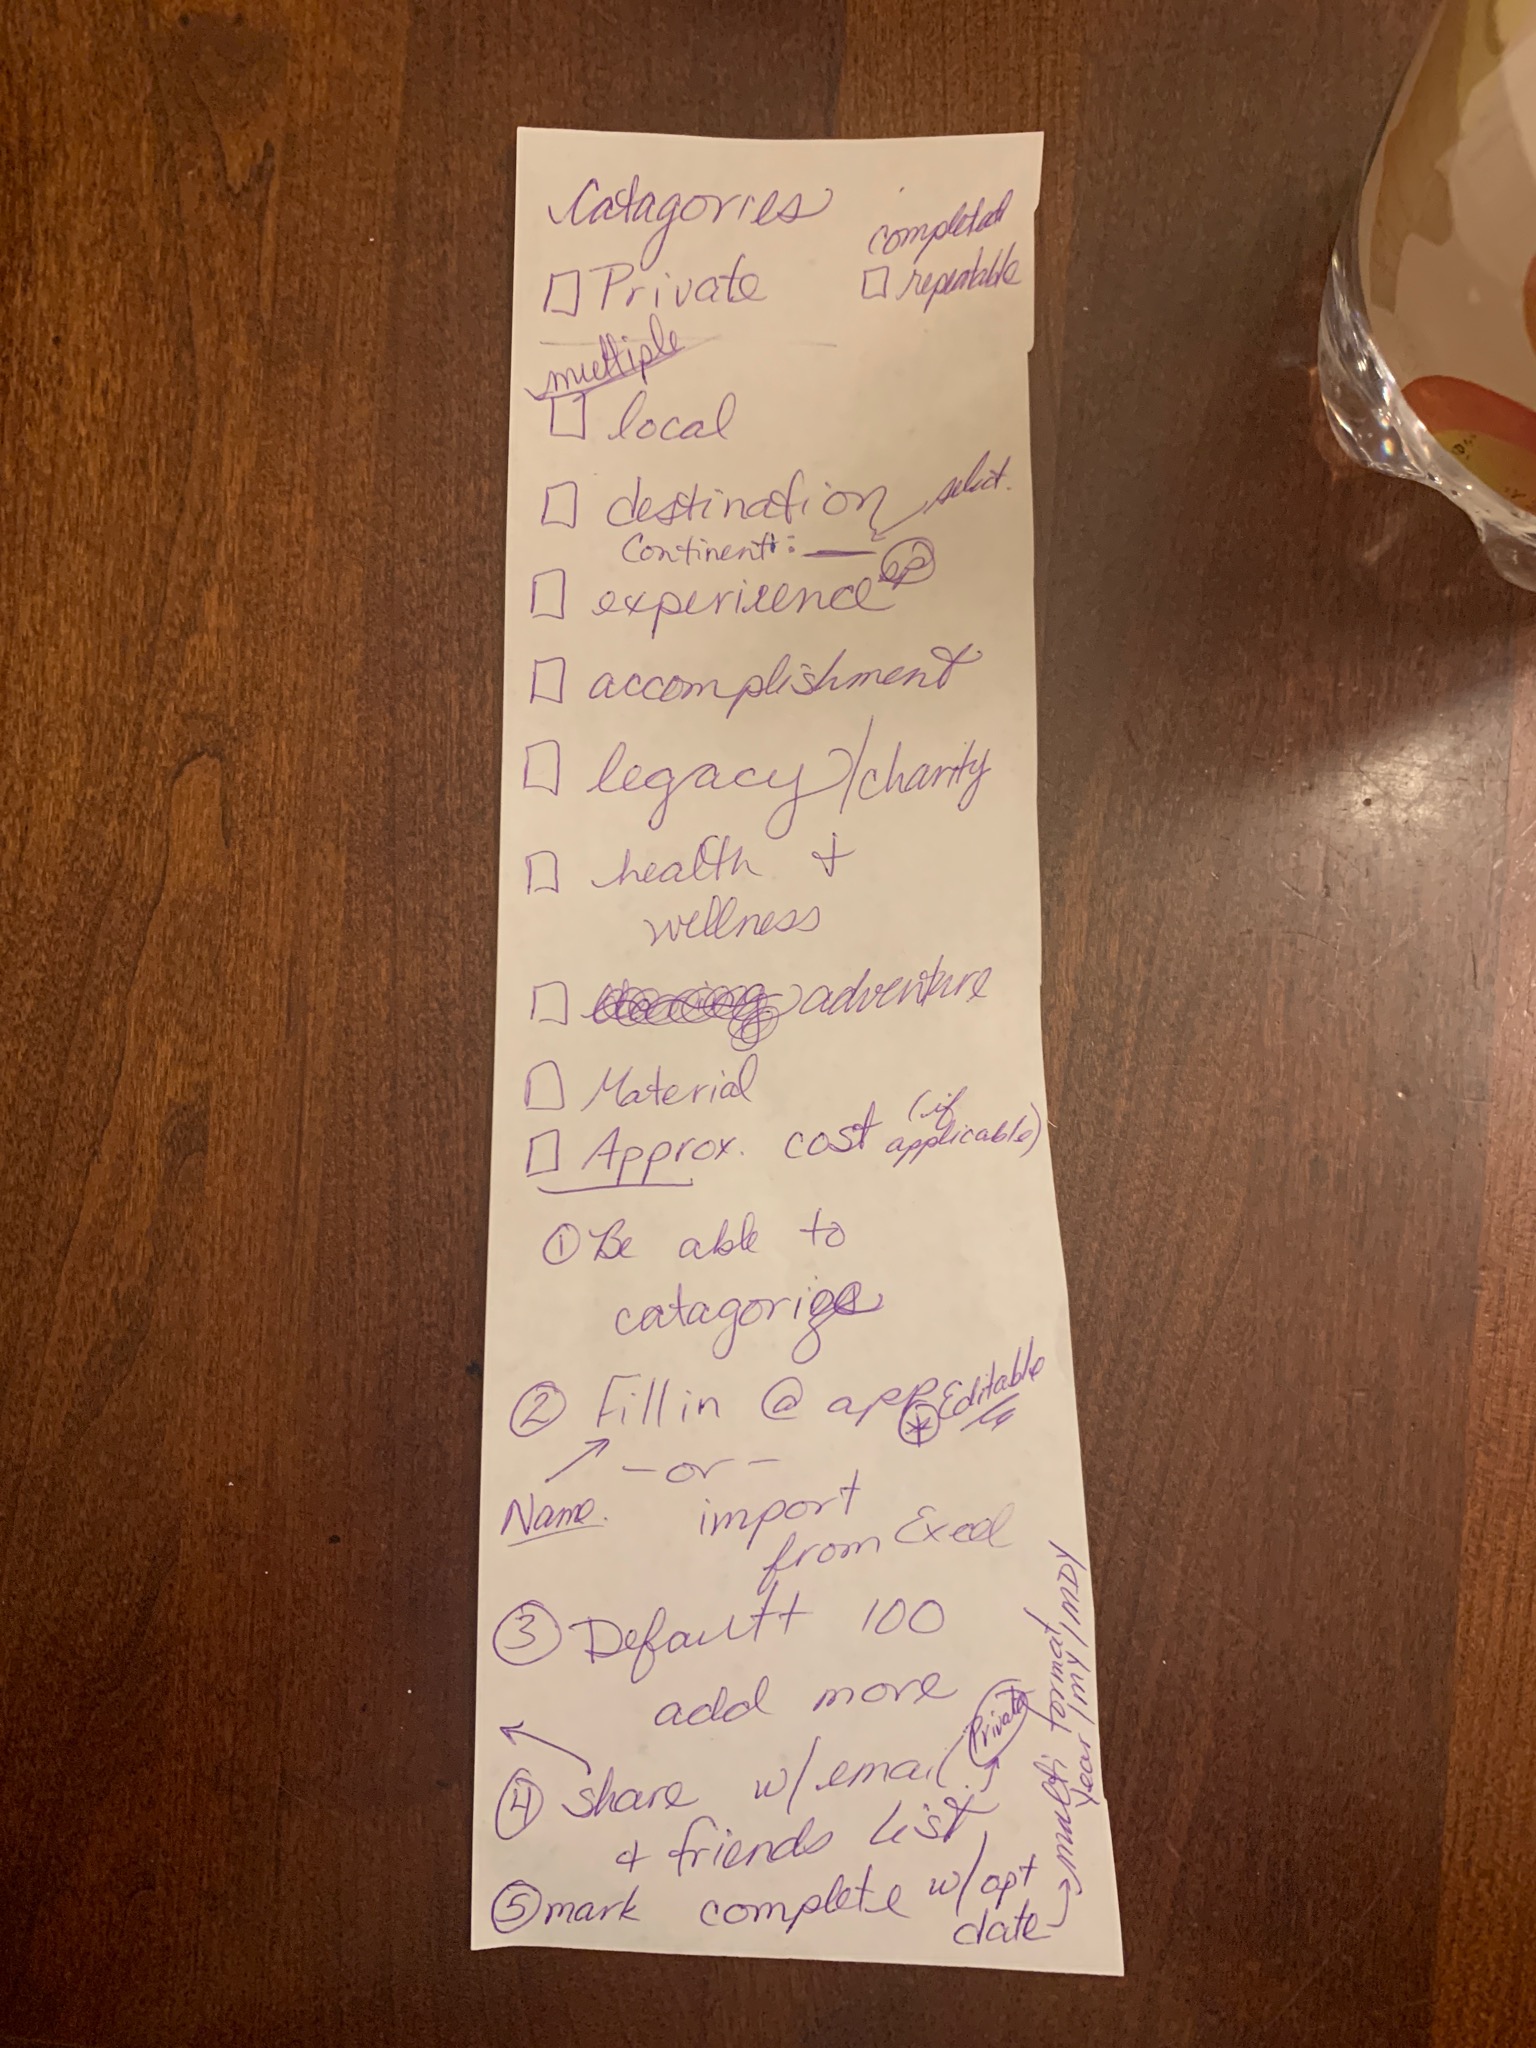 Catagories
completed
Private
repeatable
multiple
local
destination select.
Continent: 
experience sp
accomplishment
legacy/charity
health +
wellness
adventure
Material
Approx. cost (if
applicable)
① Be able to
catagorize
② Fill in @ app * Editable
- or -
Name. import
from Excel
③ Default 100
add more
④ share w/ email Private
+ friends list
⑤ mark complete w/ opt
date
multi format
year/my/MDY